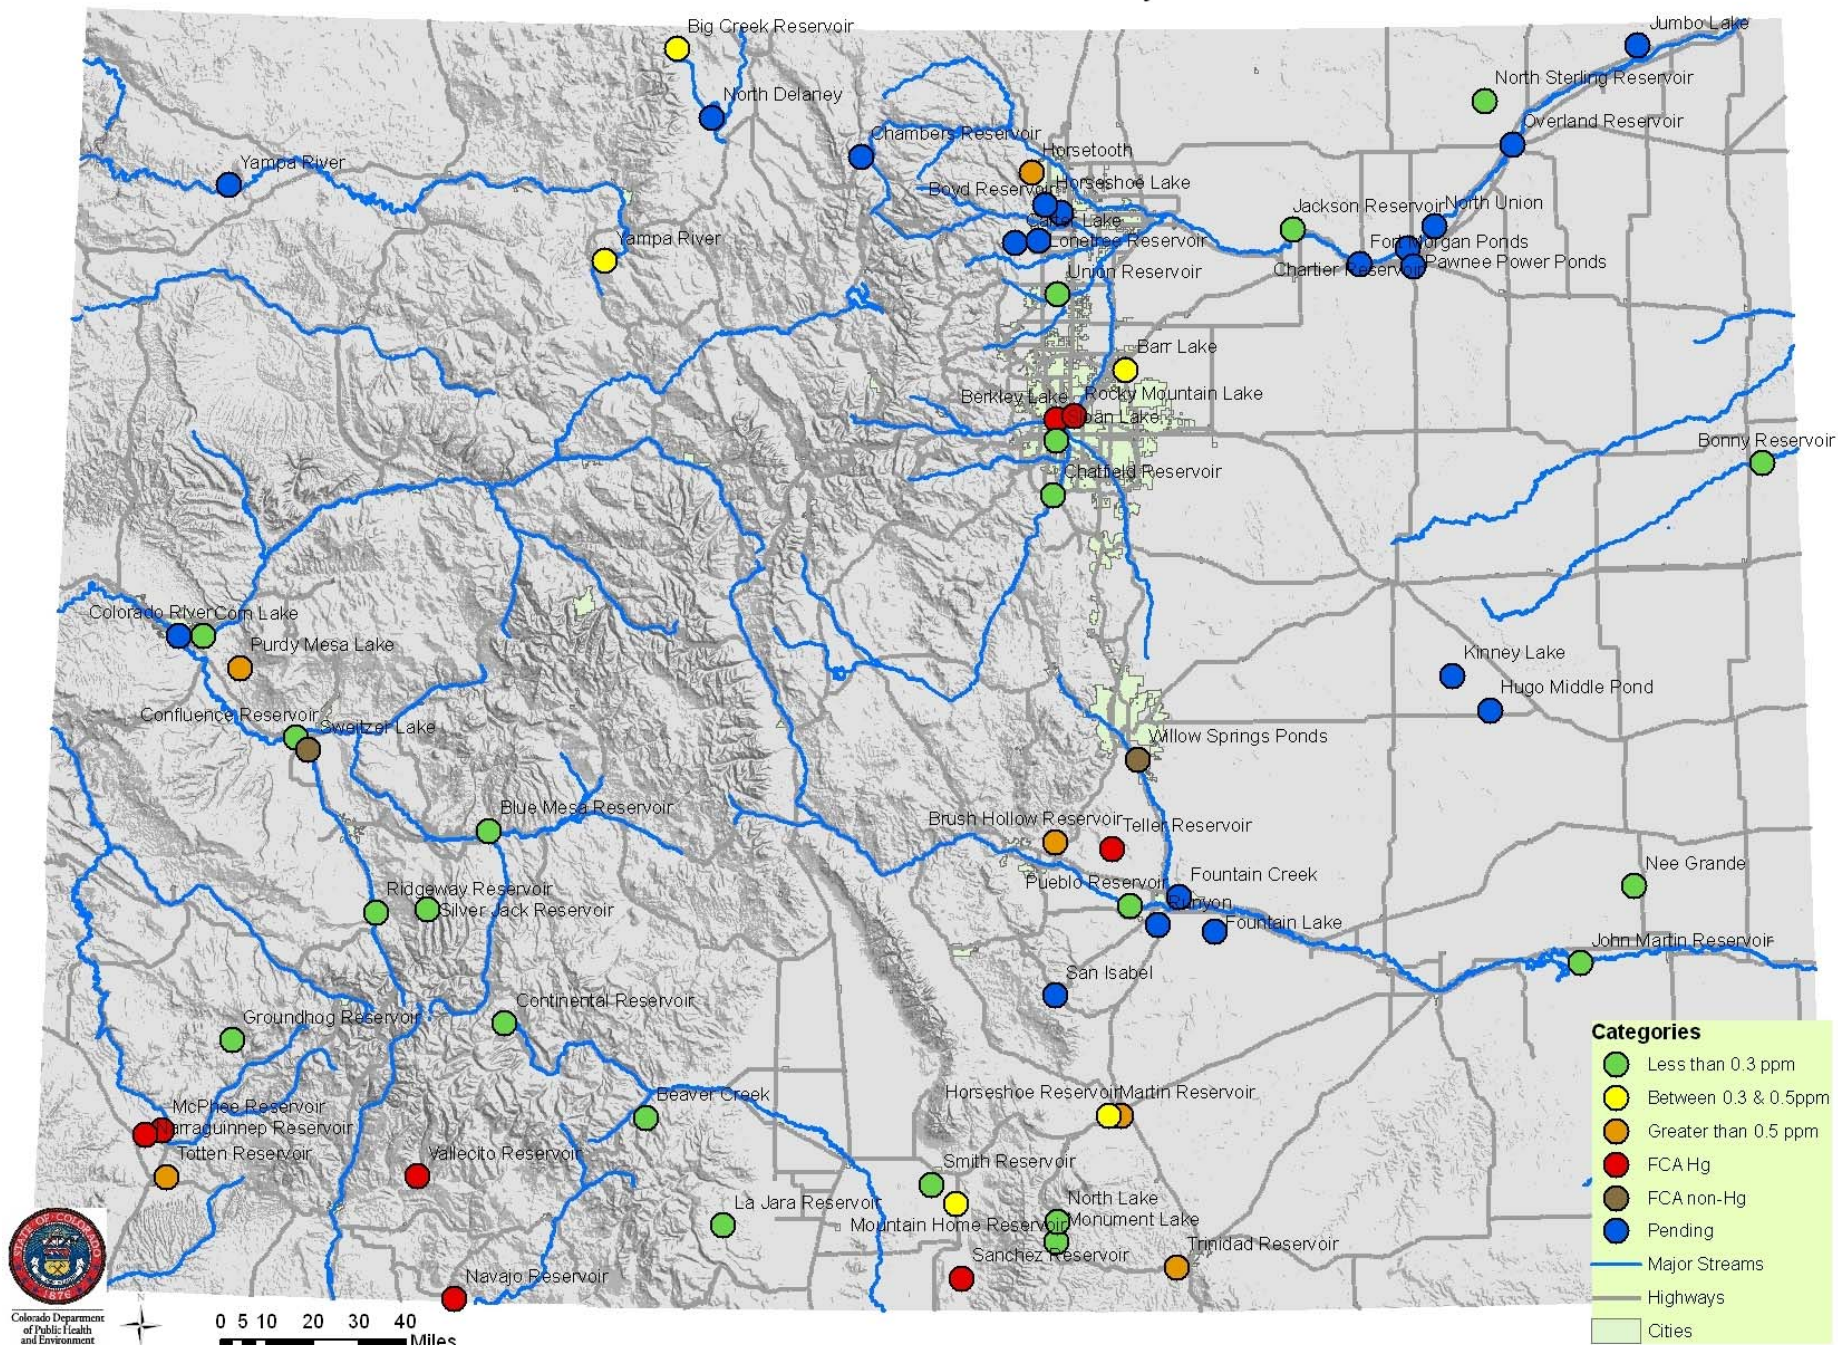 Big Creek Reservoir
Jumbo Lake
North Sterling Reservoir
North Delaney
Overland Reservoir
Chambers Reservoir
Horsetooth
Yampa River
Boyd Reservoir
Horseshoe Lake
Jackson Reservoir
North Union
Carter Lake
Yampa River
Lonetree Reservoir
Fort Morgan Ponds
Chartier Reservoir
Pawnee Power Ponds
Union Reservoir
Barr Lake
Berkley Lake
Rocky Mountain Lake
Sloan Lake
Bonny Reservoir
Chatfield Reservoir
Colorado River
Corn Lake
Purdy Mesa Lake
Kinney Lake
Hugo Middle Pond
Confluence Reservoir
Sweitzer Lake
Willow Springs Ponds
Blue Mesa Reservoir
Brush Hollow Reservoir
Teller Reservoir
Nee Grande
Fountain Creek
Pueblo Reservoir
Ridgeway Reservoir
Silver Jack Reservoir
Runyon
Fountain Lake
John Martin Reservoir
San Isabel
Continental Reservoir
Groundhog Reservoir
Horseshoe Reservoir
Martin Reservoir
Beaver Creek
McPhee Reservoir
Narraguinnep Reservoir
Totten Reservoir
Vallecito Reservoir
Smith Reservoir
La Jara Reservoir
North Lake
Mountain Home Reservoir
Monument Lake
Sanchez Reservoir
Trinidad Reservoir
Navajo Reservoir
Categories
Less than 0.3 ppm
Between 0.3 & 0.5ppm
Greater than 0.5 ppm
FCA Hg
FCA non-Hg
Pending
Major Streams
Highways
Cities
STATE OF COLORADO
1876
Colorado Department
of Public Health
and Environment
N
0 5 10 20 30 40
Miles